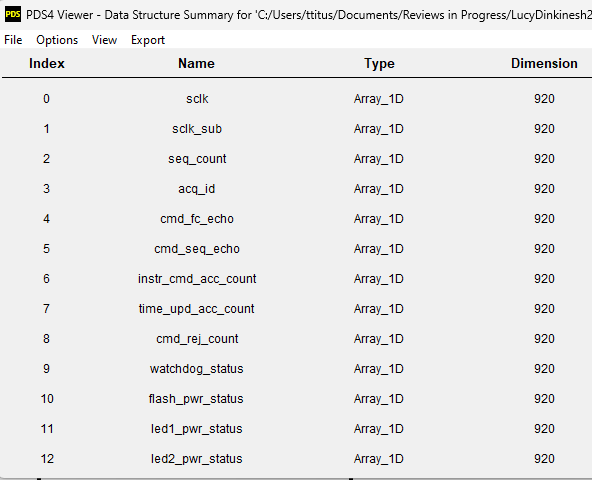 PDS PDS4 Viewer - Data Structure Summary for 'C:/Users/ttitus/Documents/Reviews in Progress/LucyDinkinesh2
File Options View Export
Index Name Type Dimension
0 sclk Array_1D 920
1 sclk_sub Array_1D 920
2 seq_count Array_1D 920
3 acq_id Array_1D 920
4 cmd_fc_echo Array_1D 920
5 cmd_seq_echo Array_1D 920
6 instr_cmd_acc_count Array_1D 920
7 time_upd_acc_count Array_1D 920
8 cmd_rej_count Array_1D 920
9 watchdog_status Array_1D 920
10 flash_pwr_status Array_1D 920
11 led1_pwr_status Array_1D 920
12 led2_pwr_status Array_1D 920